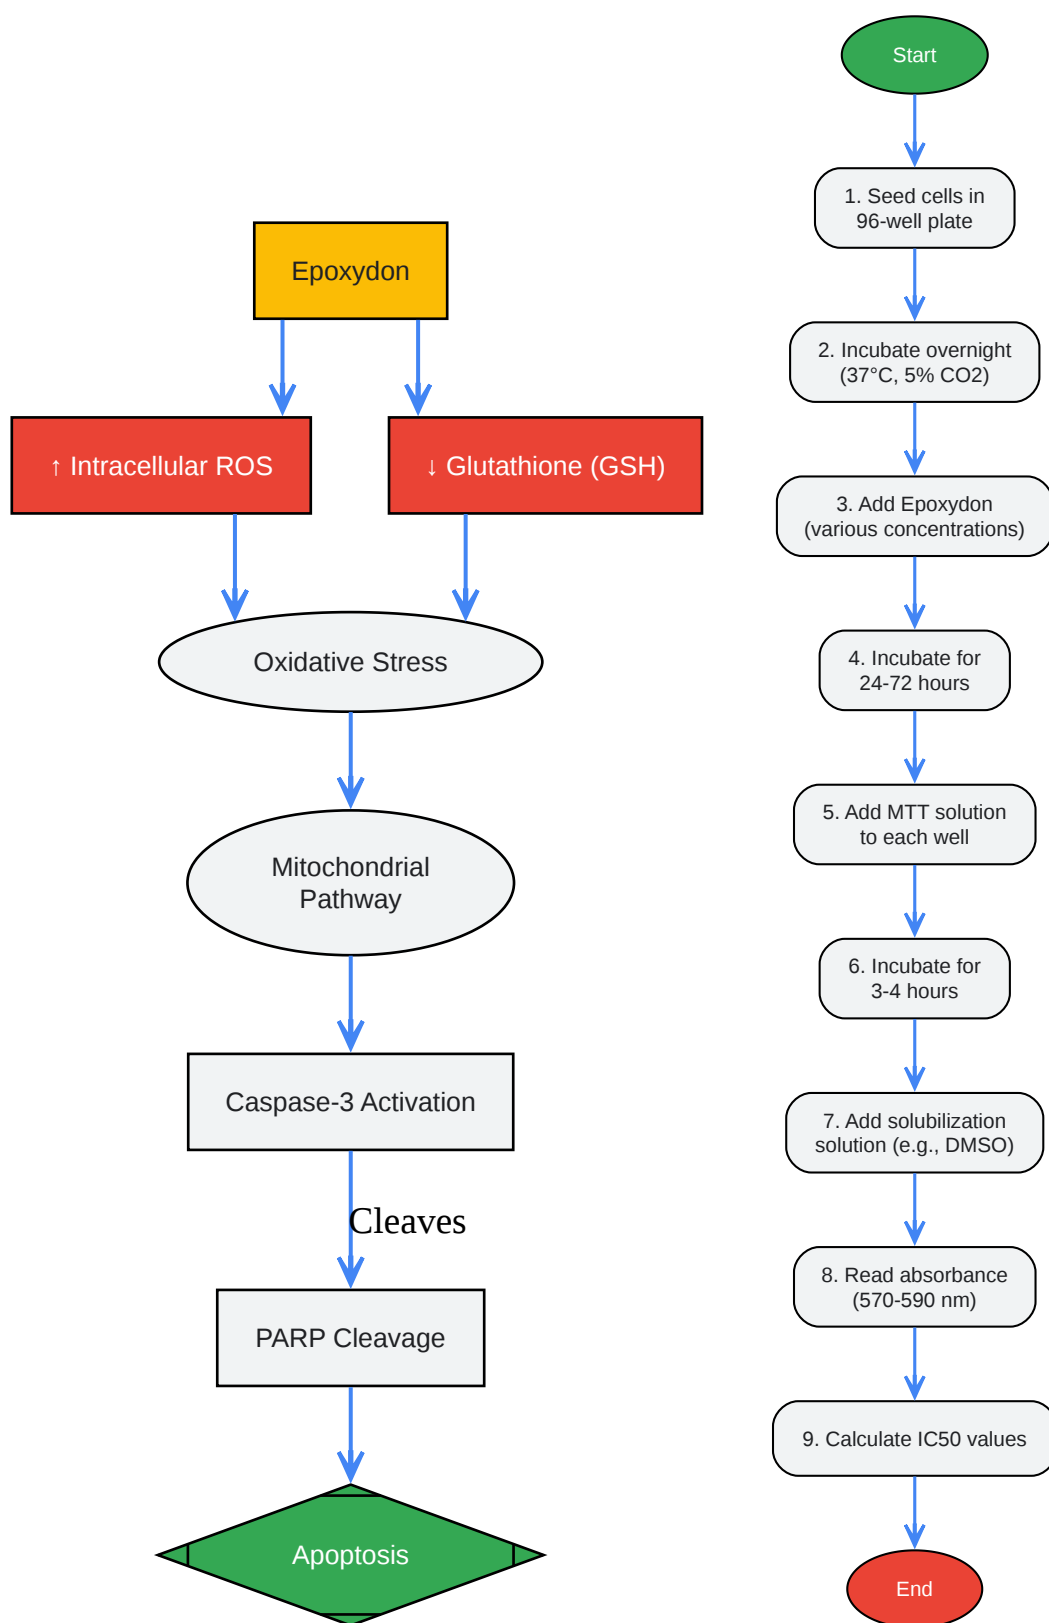 Epoxydon
↑ Intracellular ROS
↓ Glutathione (GSH)
Oxidative Stress
Mitochondrial
Pathway
Caspase-3 Activation
Cleaves
PARP Cleavage
Apoptosis
Start
1. Seed cells in
96-well plate
2. Incubate overnight
(37°C, 5% CO2)
3. Add Epoxydon
(various concentrations)
4. Incubate for
24-72 hours
5. Add MTT solution
to each well
6. Incubate for
3-4 hours
7. Add solubilization
solution (e.g., DMSO)
8. Read absorbance
(570-590 nm)
9. Calculate IC50 values
End